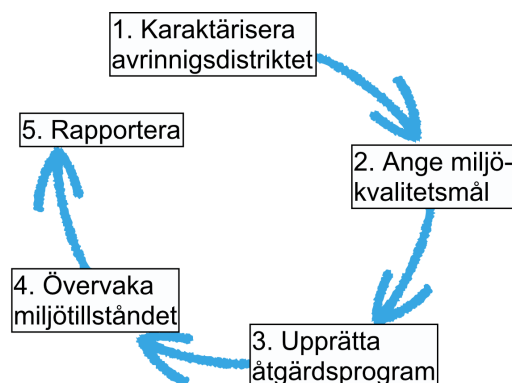 1. Karaktärisera
avrinnigsdistriktet
2. Ange miljö-
kvalitetsmål
3. Upprätta
åtgärdsprogram
4. Övervaka
miljötillståndet
5. Rapportera